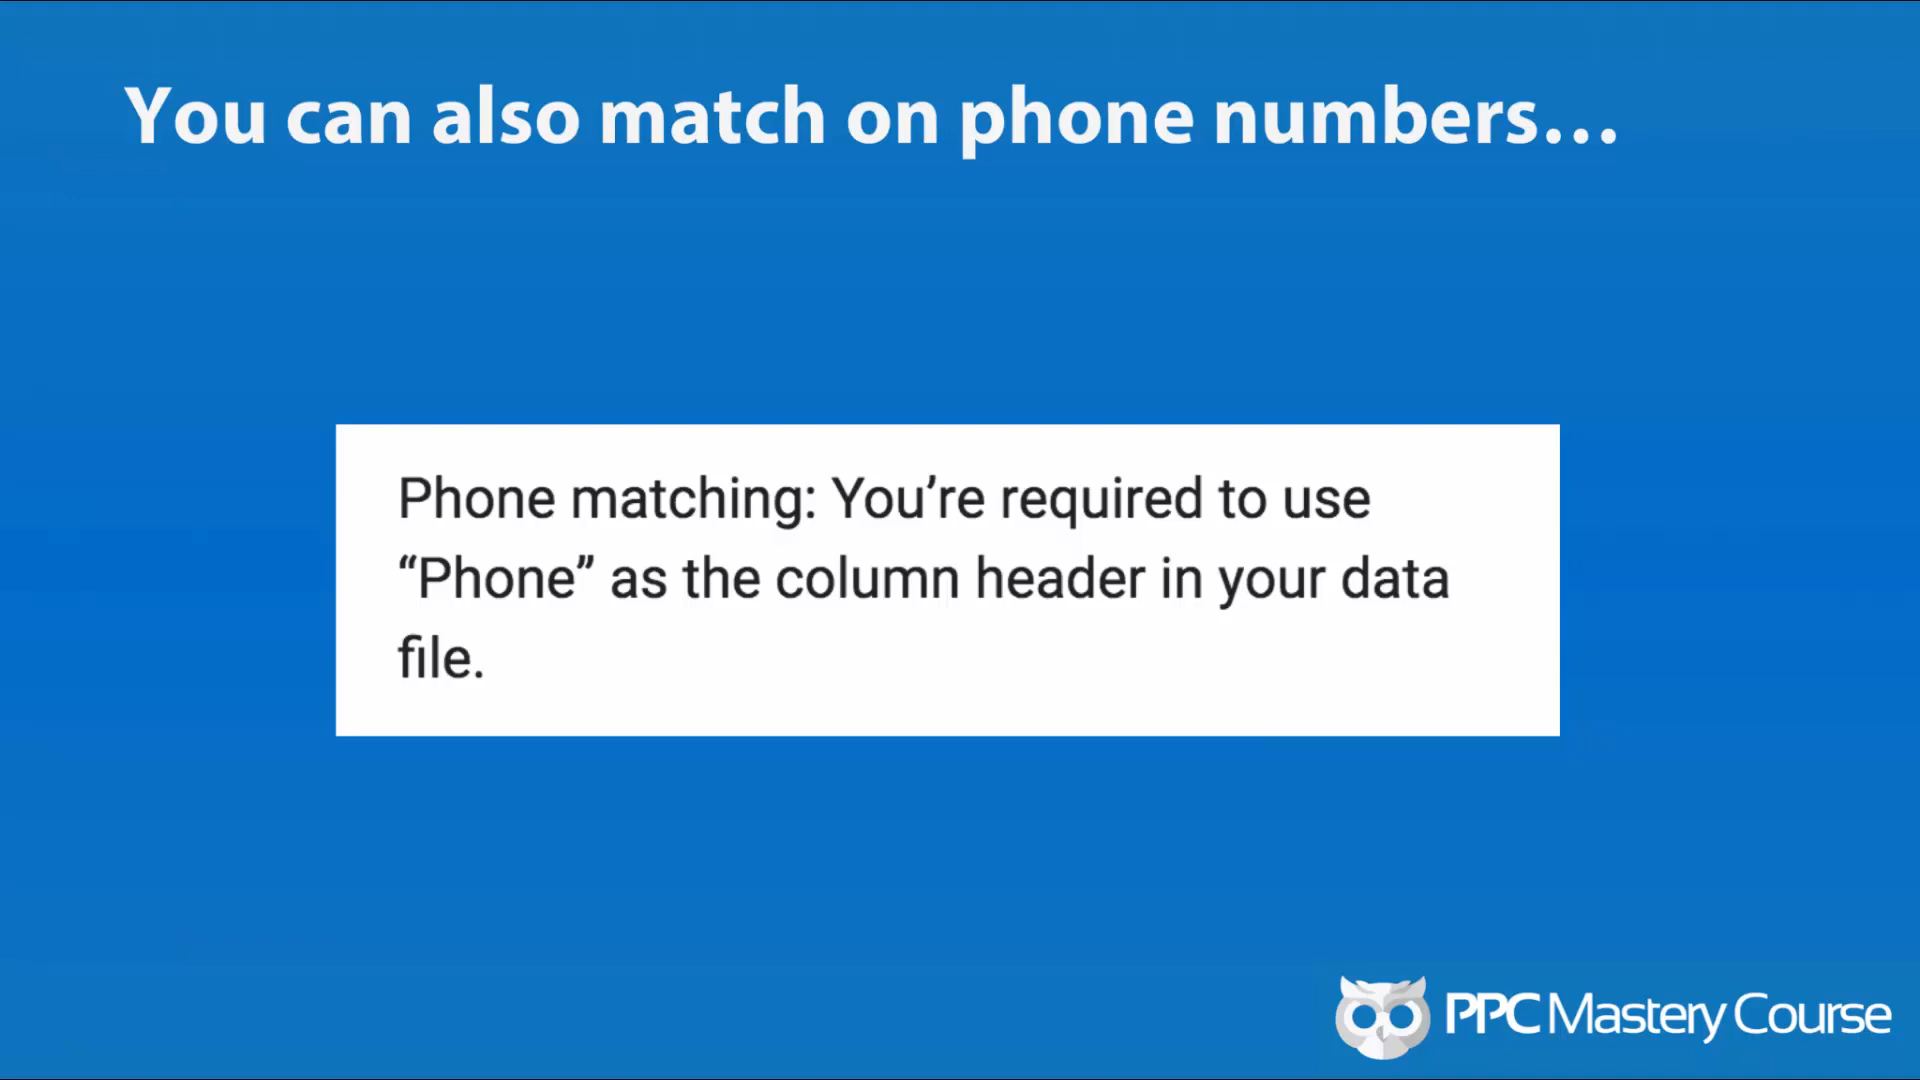 You can also match on phone numbers…
Phone matching: You’re required to use
“Phone” as the column header in your data
file.
PPC Mastery Course